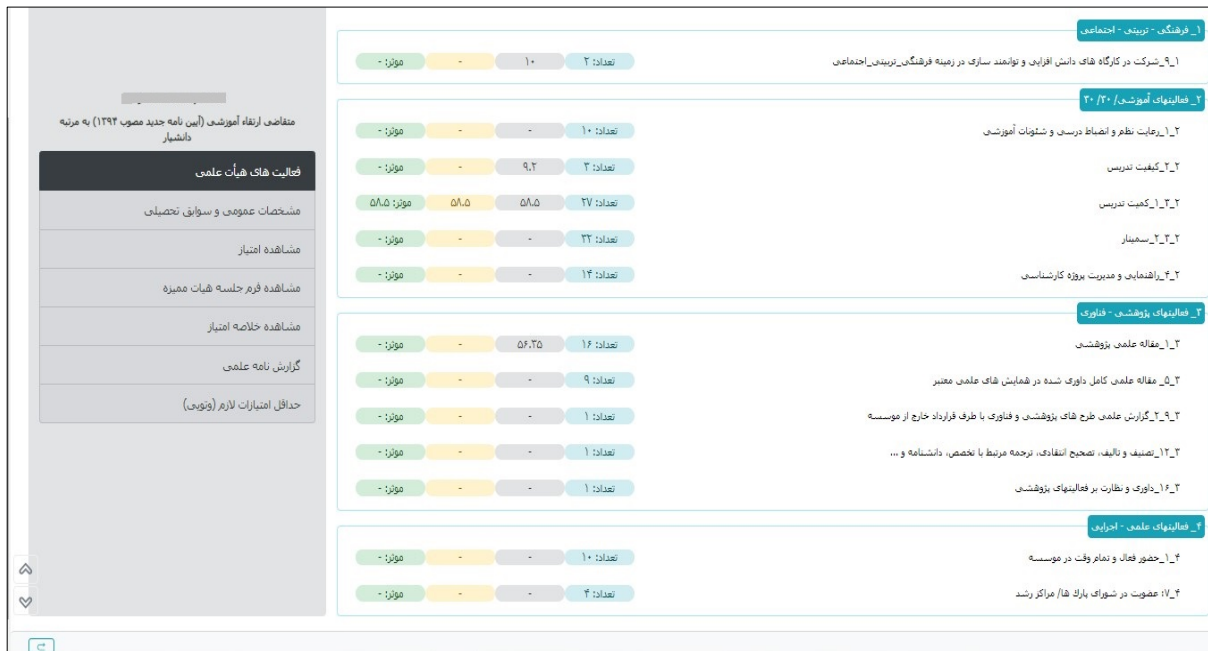 ۱_ فرهنگی - تربیتی - اجتماعی
۱_۹_شرکت در کارگاه های دانش افزایی و توانمند سازی در زمینه فرهنگی_تربیتی_اجتماعی تعداد: ۲ ۱۰ - موثر: -
۲_ فعالیتهای آموزشی/ ۳۰/ ۳۰
۲_۱_رعایت نظم و انضباط درسی و شئونات آموزشی تعداد: ۱۰ - - موثر: -
۲_۲_کیفیت تدریس تعداد: ۳ ۹.۲ - موثر: -
۲_۳_۱_کمیت تدریس تعداد: ۲۷ ۵۸.۵ ۵۸.۵ موثر: ۵۸.۵
۲_۳_۲_سمینار تعداد: ۳۲ - - موثر: -
۲_۴_راهنمایی و مدیریت پروژه کارشناسی تعداد: ۱۴ - - موثر: -
۳_ فعالیتهای پژوهشی - فناوری
۳_۱_مقاله علمی پژوهشی تعداد: ۱۶ ۵۶.۳۵ - موثر: -
۳_۵_ مقاله علمی کامل داوری شده در همایش های علمی معتبر تعداد: ۹ - - موثر: -
۳_۹_۲_گزارش علمی طرح های پژوهشی و فناوری با طرف قرارداد خارج از موسسه تعداد: ۱ - - موثر: -
۳_۱۲_تصنیف و تالیف، تصحیح انتقادی، ترجمه مرتبط با تخصص، دانشنامه و ... تعداد: ۱ - - موثر: -
۳_۱۶_داوری و نظارت بر فعالیتهای پژوهشی تعداد: ۱ - - موثر: -
۴_ فعالیتهای علمی - اجرایی
۴_۱_حضور فعال و تمام وقت در موسسه تعداد: ۱۰ - - موثر: -
۴_۷: عضویت در شورای پارک ها/ مراکز رشد تعداد: ۴ - - موثر: -
متقاضی ارتقاء آموزشی (آیین نامه جدید مصوب ۱۳۹۴) به مرتبه
دانشیار
فعالیت های هیأت علمی
مشخصات عمومی و سوابق تحصیلی
مشاهده امتیاز
مشاهده فرم جلسه هیات ممیزه
مشاهده خلاصه امتیاز
گزارش نامه علمی
حداقل امتیازات لازم (وتویی)